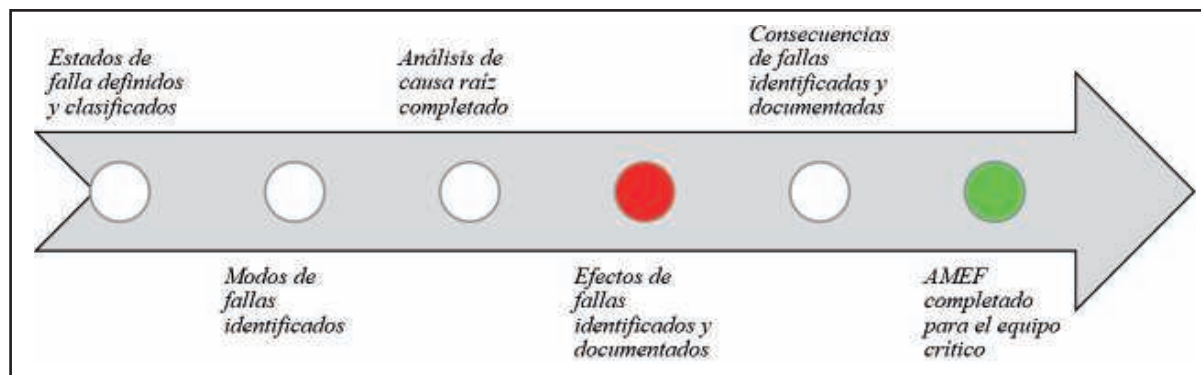 Estados de
falla definidos
y clasificados
Modos de
fallas
identificados
Análisis de
causa raíz
completado
Efectos de
fallas
identificados y
documentados
Consecuencias
de fallas
identificadas y
documentadas
AMEF
completado
para el equipo
crítico